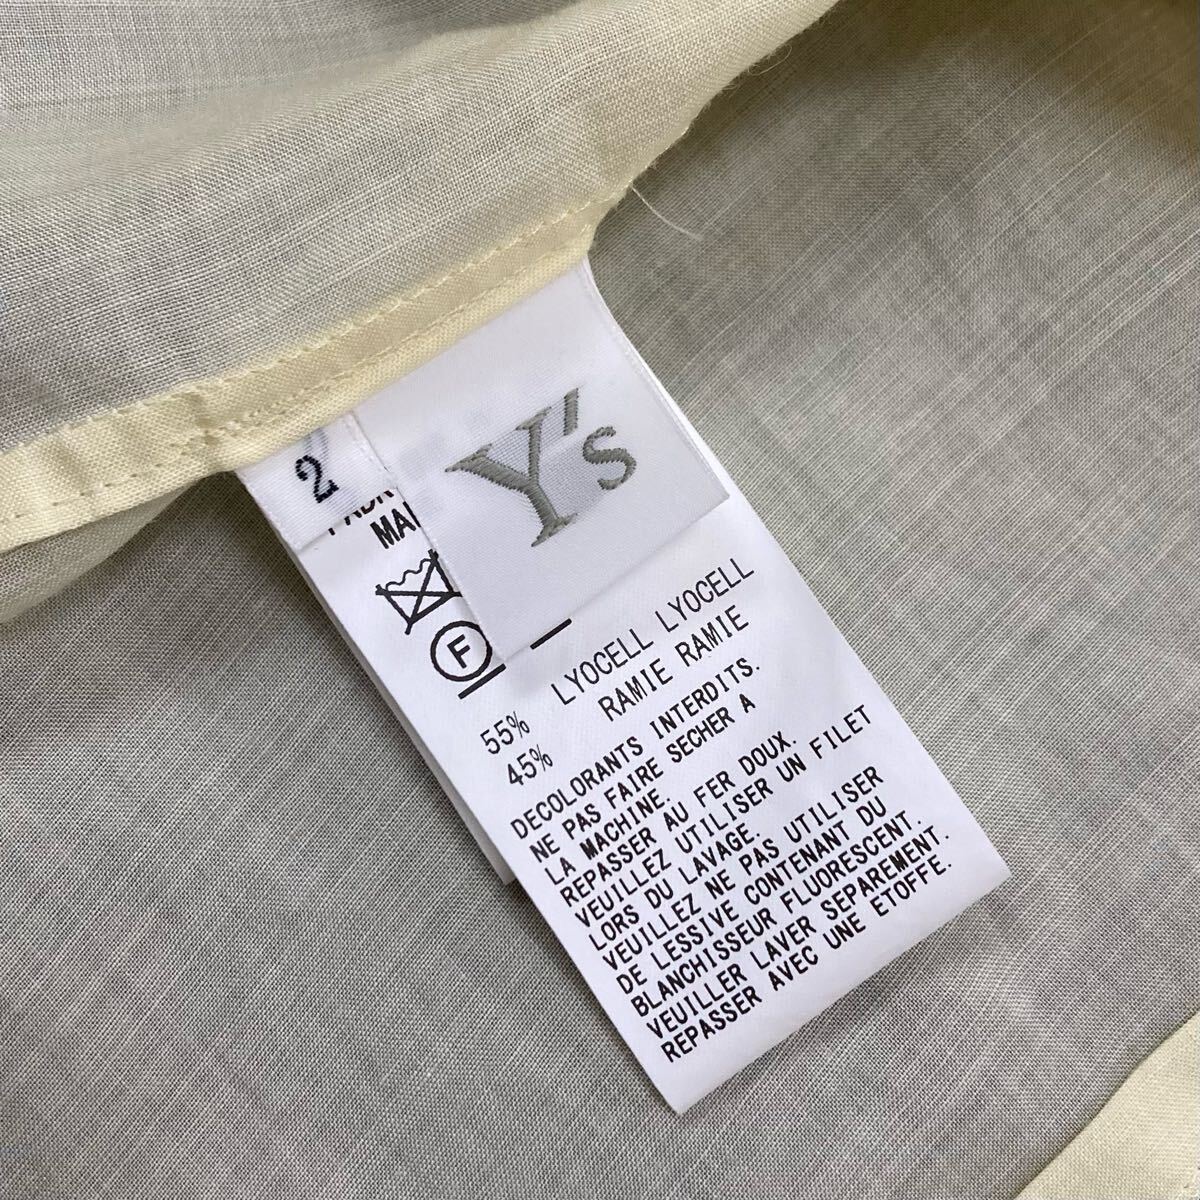 Y's
2
F
55% LYOCELL LYOCELL
45% RAMIE RAMIE
DECOLORANTS INTERDITS.
NE PAS FAIRE SECHER A
LA MACHINE.
REPASSER AU FER DOUX.
VEUILLEZ UTILISER UN FILET
LORS DU LAVAGE.
VEUILLEZ NE PAS UTILISER
DE LESSIVE CONTENANT DU
BLANCHISSEUR FLUORESCENT.
VEUILLER LAVER SEPAREMENT.
REPASSER AVEC UNE ETOFFE.